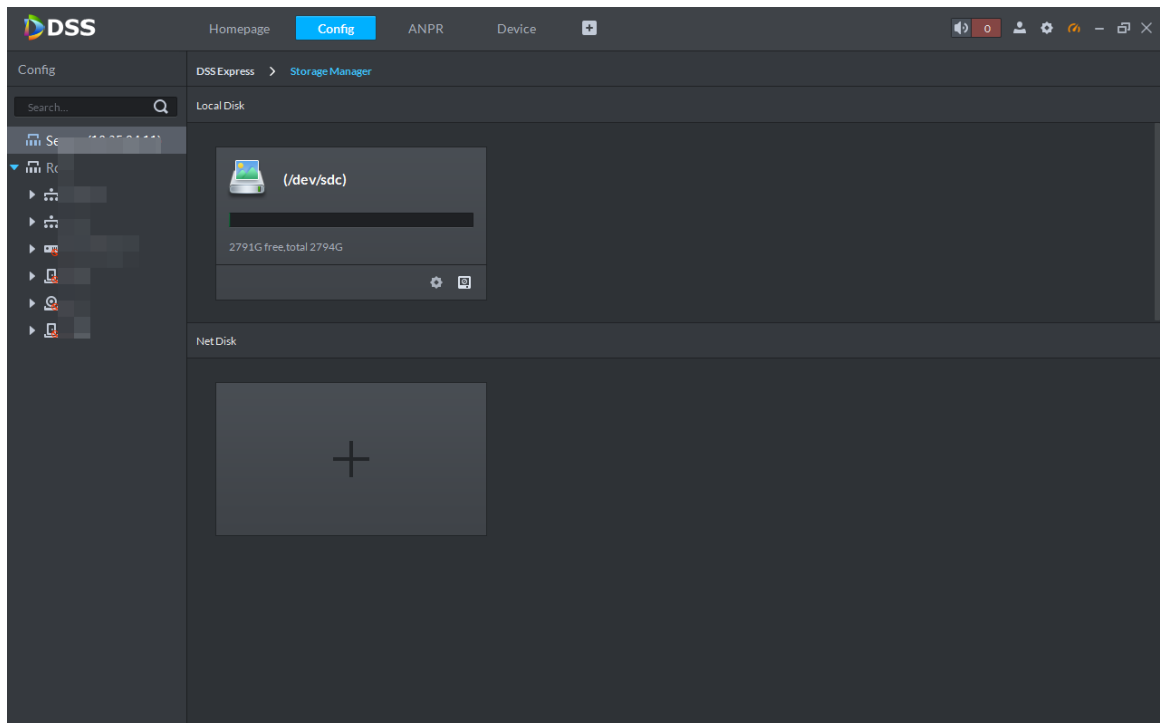 DSS
Homepage
Config
ANPR
Device
0
Config
DSS Express > Storage Manager
Search...
Local Disk
(/dev/sdc)
2791G free,total 2794G
Net Disk